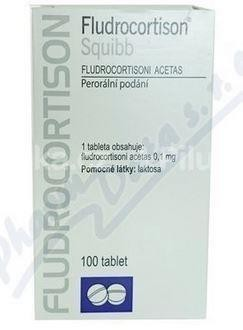 Fludrocortison®
Squibb
FLUDROCORTISONI ACETAS
Perorální podání
1 tableta obsahuje:
fludrocortisoni acetas 0,1 mg
Pomocné látky: laktosa
100 tablet
FLUDROCORTISON